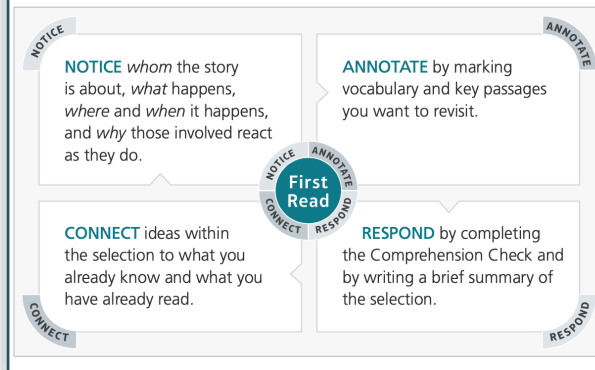 NOTICE
NOTICE whom the story
is about, what happens,
where and when it happens,
and why those involved react
as they do.
ANNOTATE
ANNOTATE by marking
vocabulary and key passages
you want to revisit.
NOTICE
ANNOTATE
First
Read
CONNECT
RESPOND
CONNECT ideas within
the selection to what you
already know and what you
have already read.
CONNECT
RESPOND by completing
the Comprehension Check and
by writing a brief summary of
the selection.
RESPOND